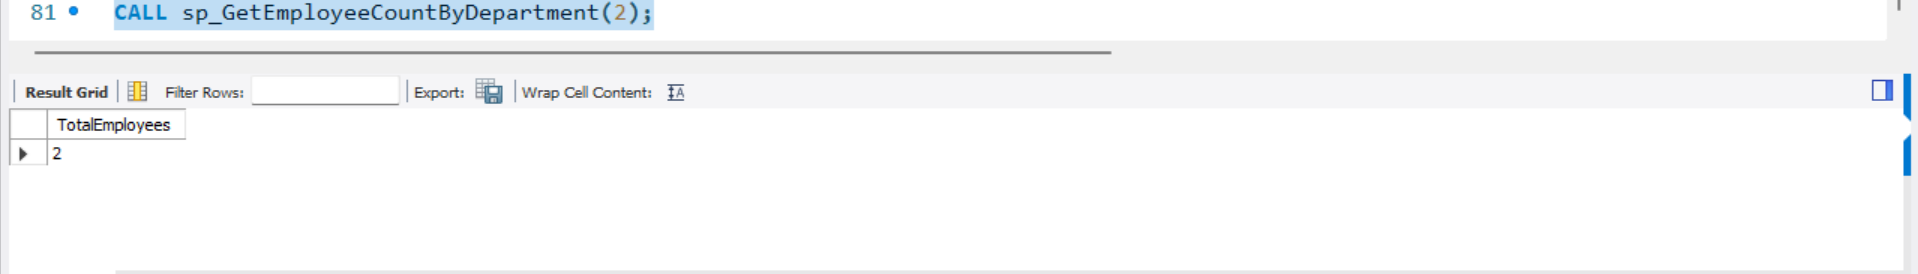 81 CALL sp_GetEmployeeCountByDepartment(2);
Result Grid Filter Rows: Export: Wrap Cell Content:
TotalEmployees
2